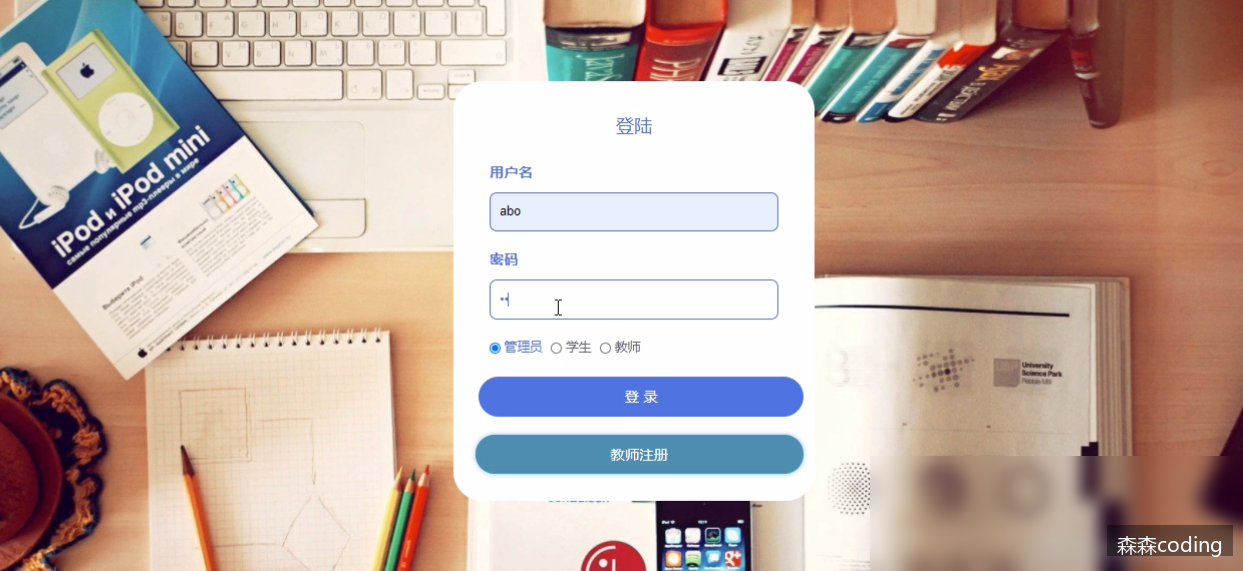 登陆
用户名
abo
密码
管理员 学生 教师
登 录
教师注册
iPod и iPod mini
самые популярные mp3-плееры в мире
Выберите iPod
University
Science Park
森森coding